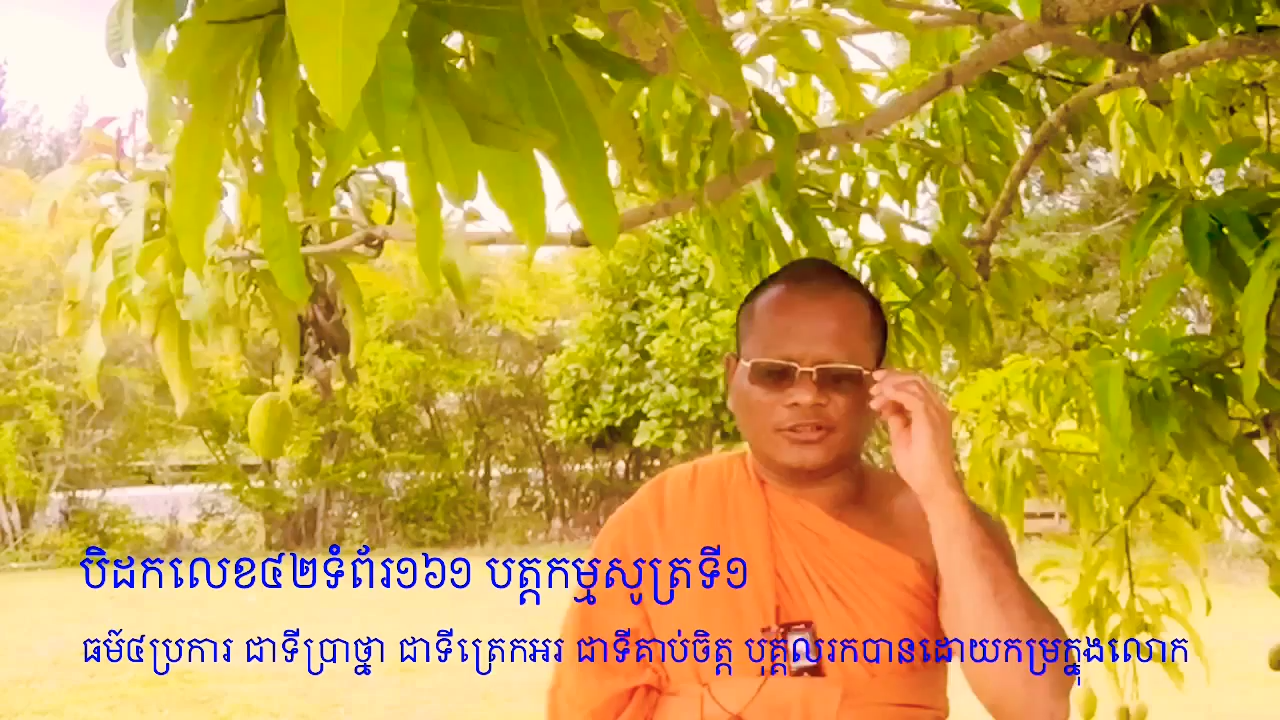 បិដកលេខ៤២ទំព័រ១៦១ បត្តកម្មសូត្រទី១
ធម៌៤ប្រការ ជាទីប្រាថ្នា ជាទីត្រេកអរ ជាទីគាប់ចិត្ត បុគ្គលរកបានដោយកម្រក្នុងលោក